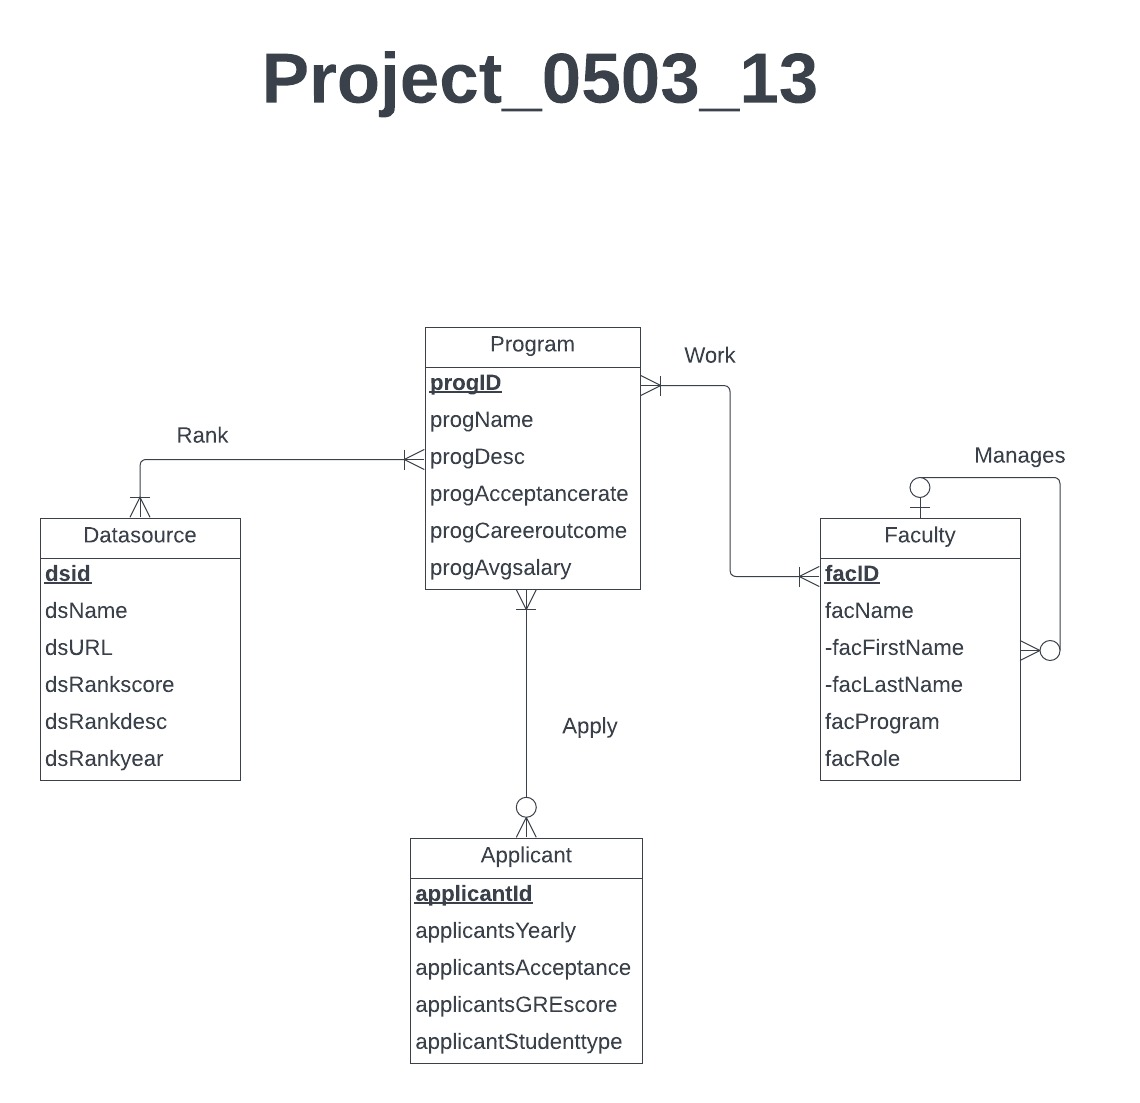 Project_0503_13
Program
progID
progName
progDesc
progAcceptancerate
progCareeroutcome
progAvgsalary
Work
Rank
Manages
Datasource
dsid
dsName
dsURL
dsRankscore
dsRankdesc
dsRankyear
Faculty
facID
facName
-facFirstName
-facLastName
facProgram
facRole
Apply
Applicant
applicantId
applicantsYearly
applicantsAcceptance
applicantsGREscore
applicantStudenttype